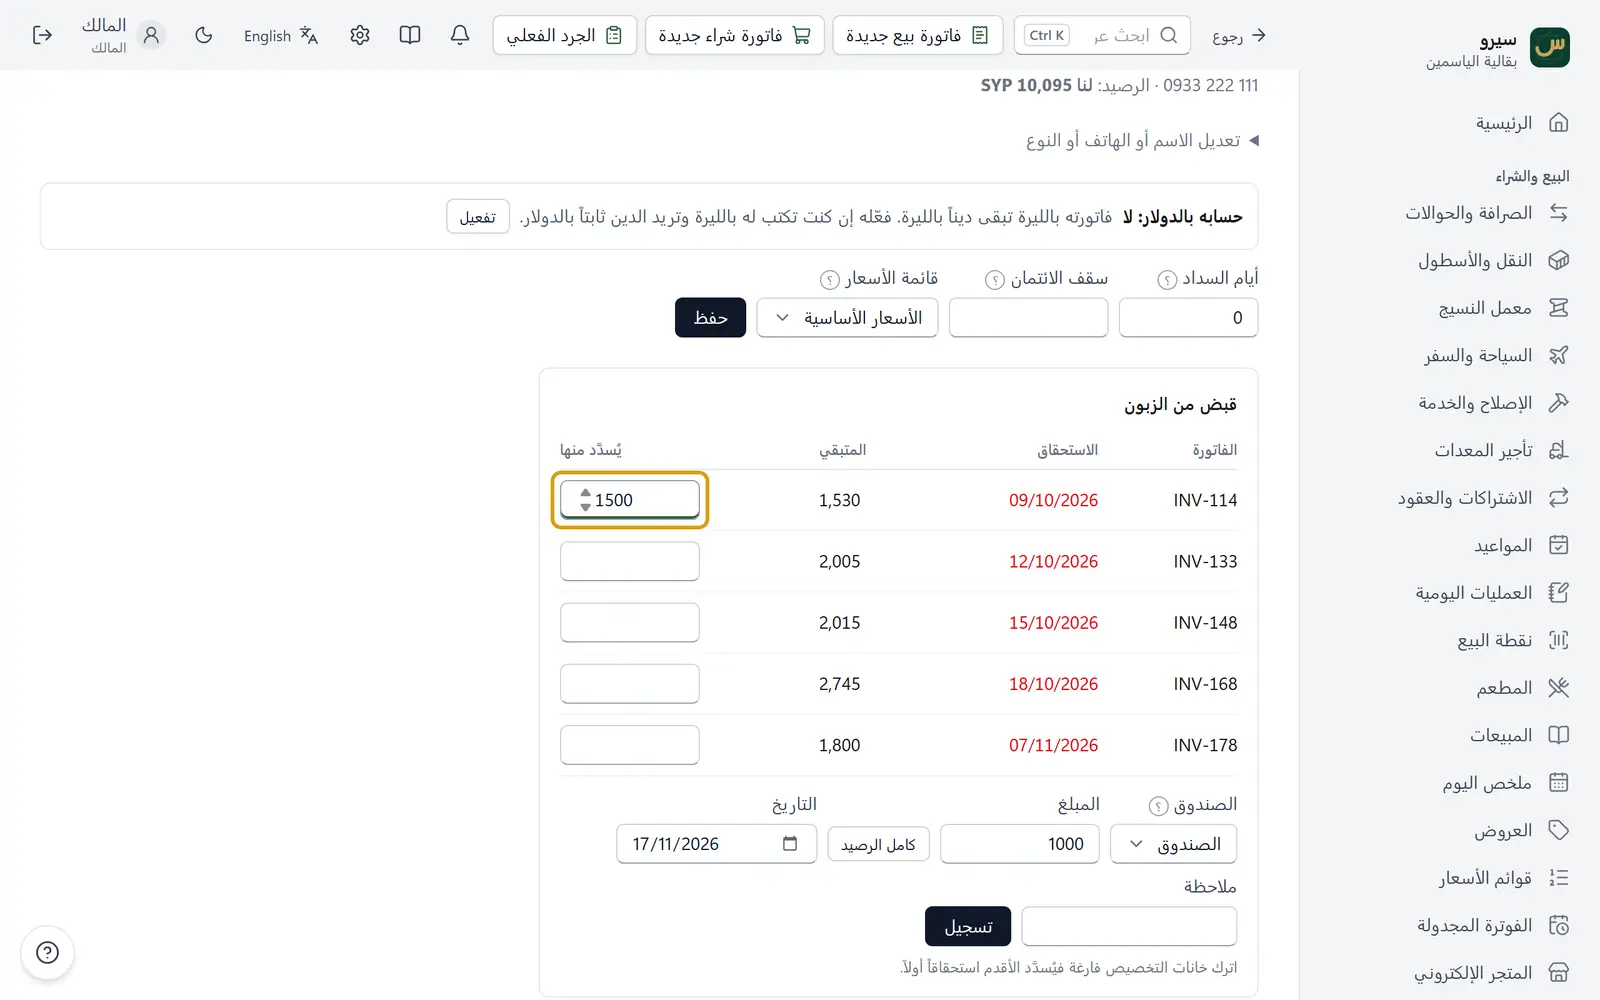 سيرو
بقالية الياسمين
رجوع
ابحث عر
Ctrl K
فاتورة بيع جديدة
فاتورة شراء جديدة
الجرد الفعلي
English
المالك
المالك
الرئيسية
البيع والشراء
الصرافة والحوالات
النقل والأسطول
معمل النسيج
السياحة والسفر
الإصلاح والخدمة
تأجير المعدات
الاشتراكات والعقود
المواعيد
العمليات اليومية
نقطة البيع
المطعم
المبيعات
ملخص اليوم
العروض
قوائم الأسعار
الفوترة المجدولة
المتجر الإلكتروني
0933 222 111 · الرصيد: لنا 10,095 SYP
تعديل الاسم أو الهاتف أو النوع
حسابه بالدولار: لا فاتورته بالليرة تبقى ديناً بالليرة. فعّله إن كنت تكتب له بالليرة وتريد الدين ثابتاً بالدولار. تفعيل
أيام السداد ؟ سقف الائتمان ؟ قائمة الأسعار ؟
0 الأسعار الأساسية حفظ
قبض من الزبون
الفاتورة الاستحقاق المتبقي يُسدَّد منها
INV-114 09/10/2026 1,530 1500
INV-133 12/10/2026 2,005
INV-148 15/10/2026 2,015
INV-168 18/10/2026 2,745
INV-178 07/11/2026 1,800
الصندوق ؟ المبلغ التاريخ
الصندوق 1000 كامل الرصيد 17/11/2026
ملاحظة
تسجيل
اترك خانات التخصيص فارغة فيُسدَّد الأقدم استحقاقاً أولاً.